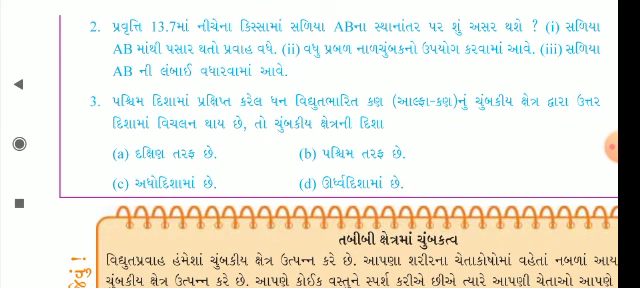 2. પ્રવૃત્તિ 13.7માં નીચેના કિસ્સામાં સળિયા ABના સ્થાનાંતર પર શું અસર થશે ? (i) સળિયા
AB માંથી પસાર થતો પ્રવાહ વધે. (ii) વધુ પ્રબળ નાળચુંબકનો ઉપયોગ કરવામાં આવે. (iii) સળિયા
AB ની લંબાઈ વધારવામાં આવે.
3. પશ્ચિમ દિશામાં પ્રક્ષિપ્ત કરેલ ધન વિદ્યુતભારિત કણ (આલ્ફા-કણ)નું ચુંબકીય ક્ષેત્ર દ્વારા ઉત્તર
દિશામાં વિચલન થાય છે, તો ચુંબકીય ક્ષેત્રની દિશા
(a) દક્ષિણ તરફ છે. (b) પશ્ચિમ તરફ છે.
(c) અધોદિશામાં છે. (d) ઊર્ધ્વદિશામાં છે.
તબીબી ક્ષેત્રમાં ચુંબકત્વ
વિદ્યુતપ્રવાહ હંમેશાં ચુંબકીય ક્ષેત્ર ઉત્પન્ન કરે છે. આપણા શરીરના ચેતાકોષોમાં વહેતાં નબળાં આય
ચુંબકીય ક્ષેત્ર ઉત્પન્ન કરે છે. આપણે કોઈક વસ્તુને સ્પર્શ કરીએ છીએ ત્યારે આપણી ચેતાઓ આપણે